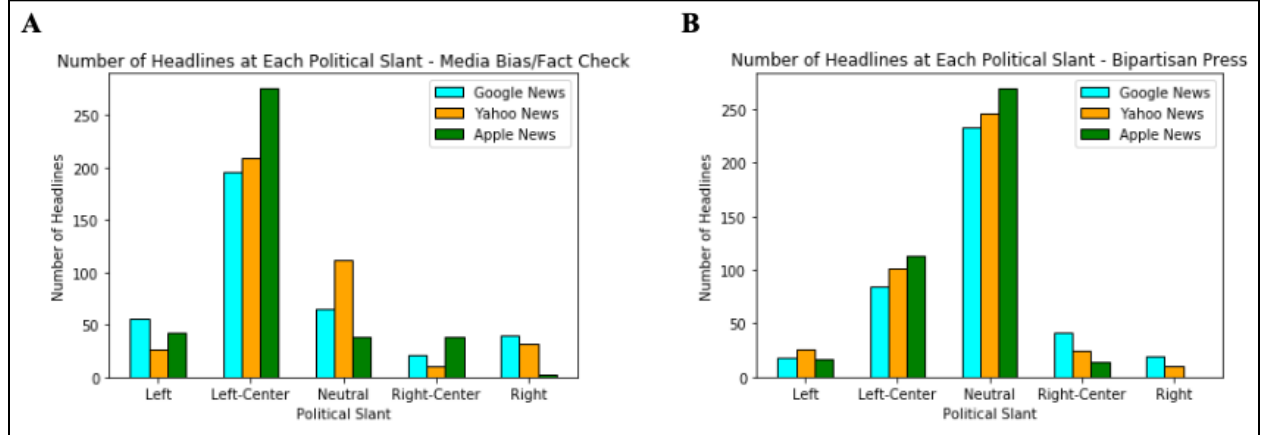 A
Number of Headlines at Each Political Slant - Media Bias/Fact Check
Google News
Yahoo News
Apple News
Number of Headlines
250
200
150
100
50
0
Left
Left-Center
Neutral
Right-Center
Right
Political Slant
B
Number of Headlines at Each Political Slant - Bipartisan Press
Google News
Yahoo News
Apple News
Number of Headlines
250
200
150
100
50
0
Left
Left-Center
Neutral
Right-Center
Right
Political Slant